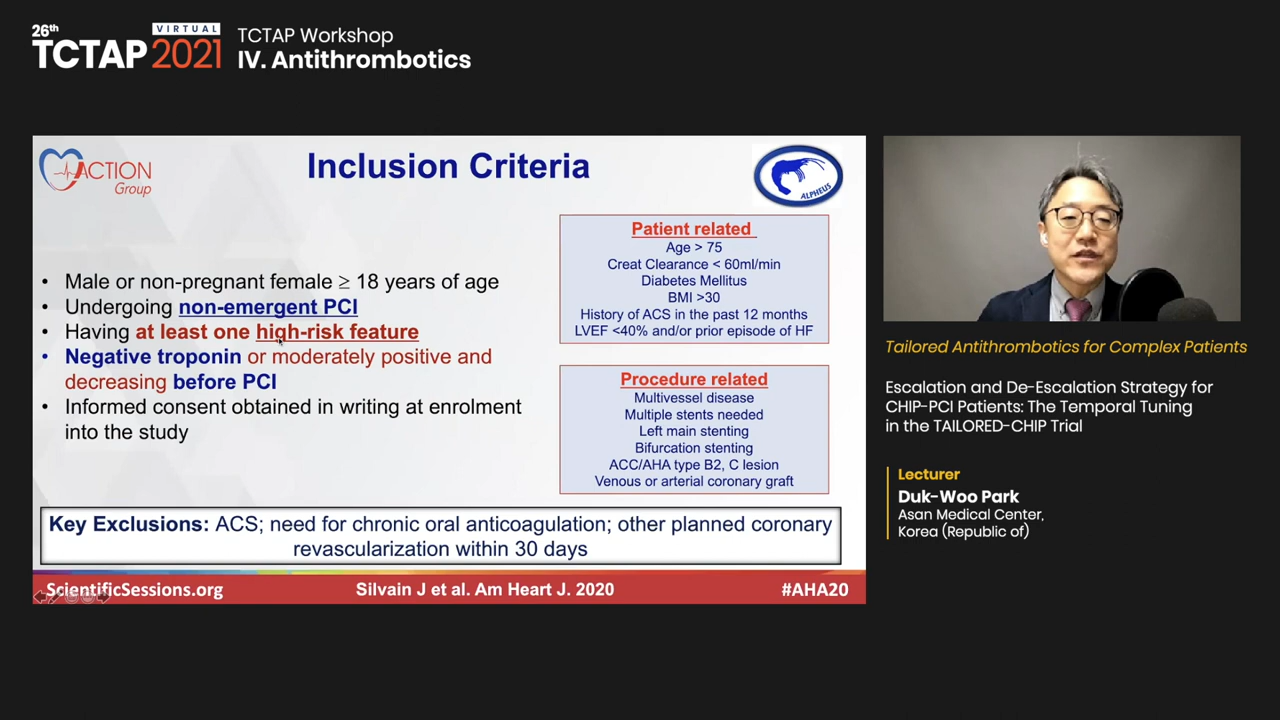 26th
VIRTUAL
TCTAP 2021
TCTAP Workshop
IV. Antithrombotics
ACTION
Group
Inclusion Criteria
ALPHEUS
• Male or non-pregnant female ≥ 18 years of age
• Undergoing non-emergent PCI
• Having at least one high-risk feature
• Negative troponin or moderately positive and
decreasing before PCI
• Informed consent obtained in writing at enrolment
into the study
Patient related
Age > 75
Creat Clearance < 60ml/min
Diabetes Mellitus
BMI >30
History of ACS in the past 12 months
LVEF <40% and/or prior episode of HF
Procedure related
Multivessel disease
Multiple stents needed
Left main stenting
Bifurcation stenting
ACC/AHA type B2, C lesion
Venous or arterial coronary graft
Key Exclusions: ACS; need for chronic oral anticoagulation; other planned coronary
revascularization within 30 days
ScientificSessions.org
Silvain J et al. Am Heart J. 2020
#AHA20
Tailored Antithrombotics for Complex Patients
Escalation and De-Escalation Strategy for
CHIP-PCI Patients: The Temporal Tuning
in the TAILORED-CHIP Trial
Lecturer
Duk-Woo Park
Asan Medical Center,
Korea (Republic of)